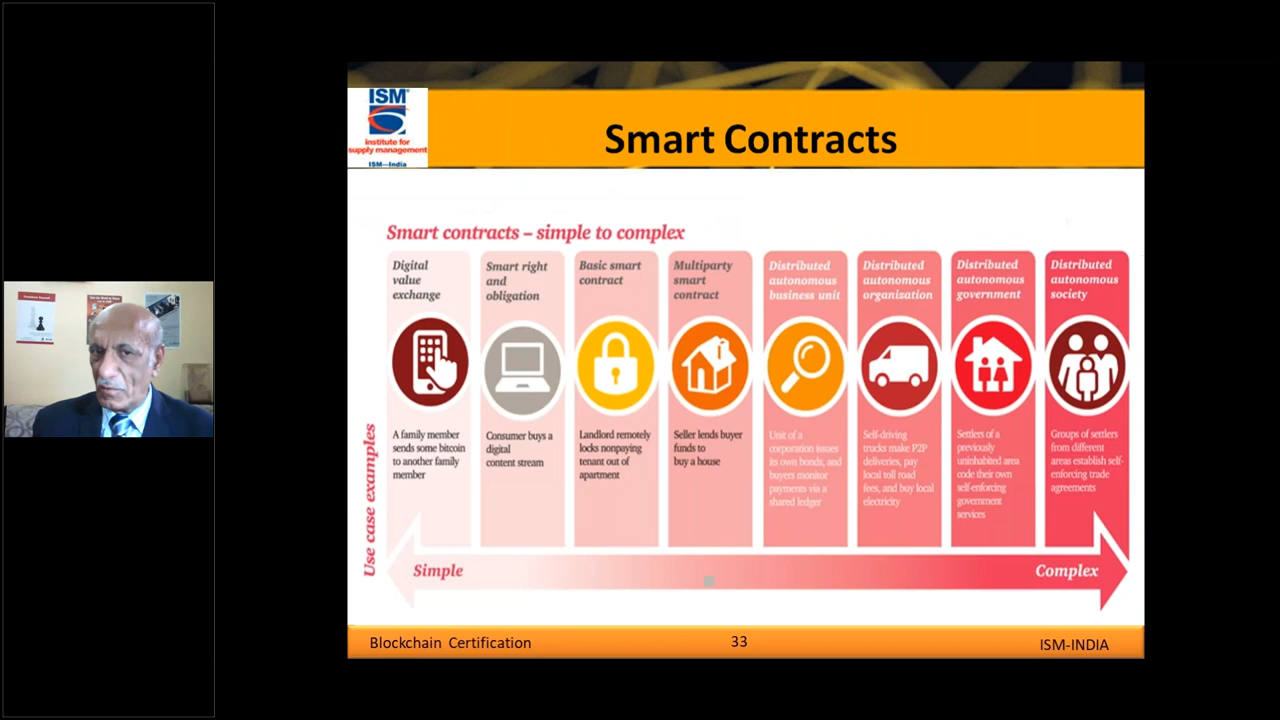 ISM®
institute for
supply management
ISM—India
Smart Contracts
Smart contracts – simple to complex
Digital
value
exchange
Smart right
and
obligation
Basic smart
contract
Multiparty
smart
contract
Distributed
autonomous
business unit
Distributed
autonomous
organization
Distributed
autonomous
government
Distributed
autonomous
society
Use case examples
A family member
sends some bitcoin
to another family
member
Consumer buys a
digital
content stream
Landlord remotely
locks nonpaying
tenant out of
apartment
Seller lends buyer
funds to
buy a house
Unit of a
corporation issues
its own bonds, and
buyers monitor
payments via a
shared ledger
Self-driving
trucks make P2P
deliveries, pay
local toll road
fees, and buy local
electricity
Settlers of a
previously
uninhabited area
code their own
self-enforcing
government
services
Groups of settlers
from different
areas establish self-
enforcing trade
agreements
Simple
Complex
Blockchain Certification
33
ISM-INDIA